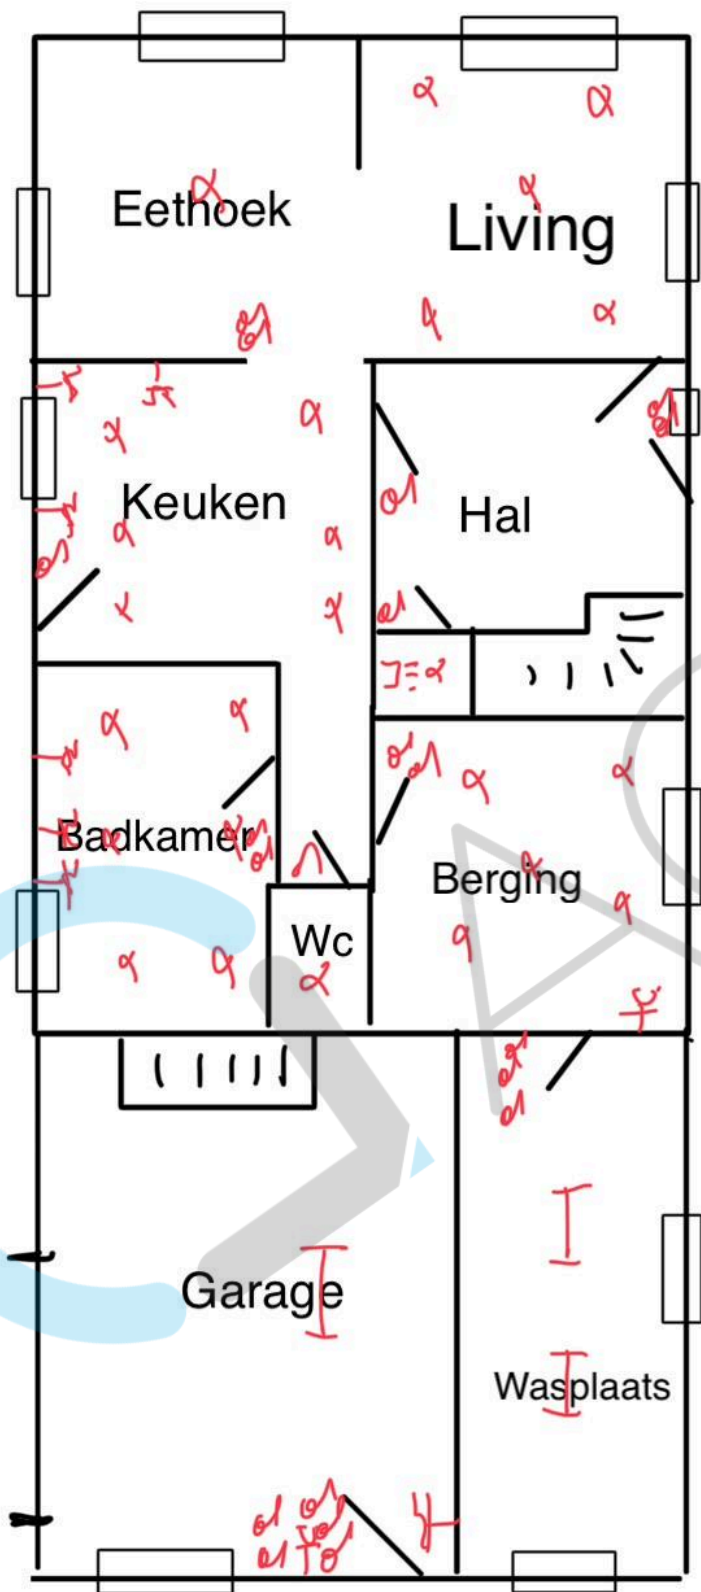 Eethoek
Living
Keuken
Hal
Badkamer
Berging
Wc
Garage
Wasplaats